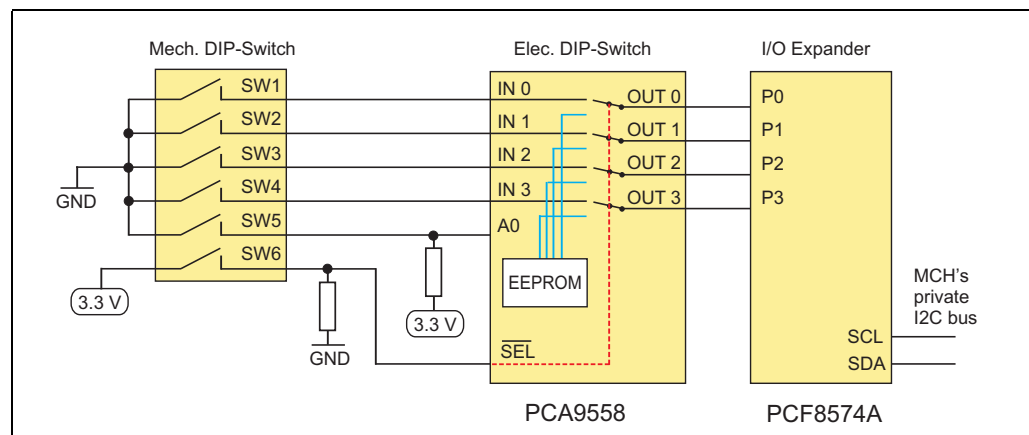 Mech. DIP-Switch
Elec. DIP-Switch
I/O Expander
SW1
SW2
SW3
SW4
SW5
SW6
GND
3.3 V
GND
3.3 V
IN 0
IN 1
IN 2
IN 3
A0
EEPROM
SEL
OUT 0
OUT 1
OUT 2
OUT 3
P0
P1
P2
P3
SCL
SDA
MCH's
private
I2C bus
PCA9558
PCF8574A